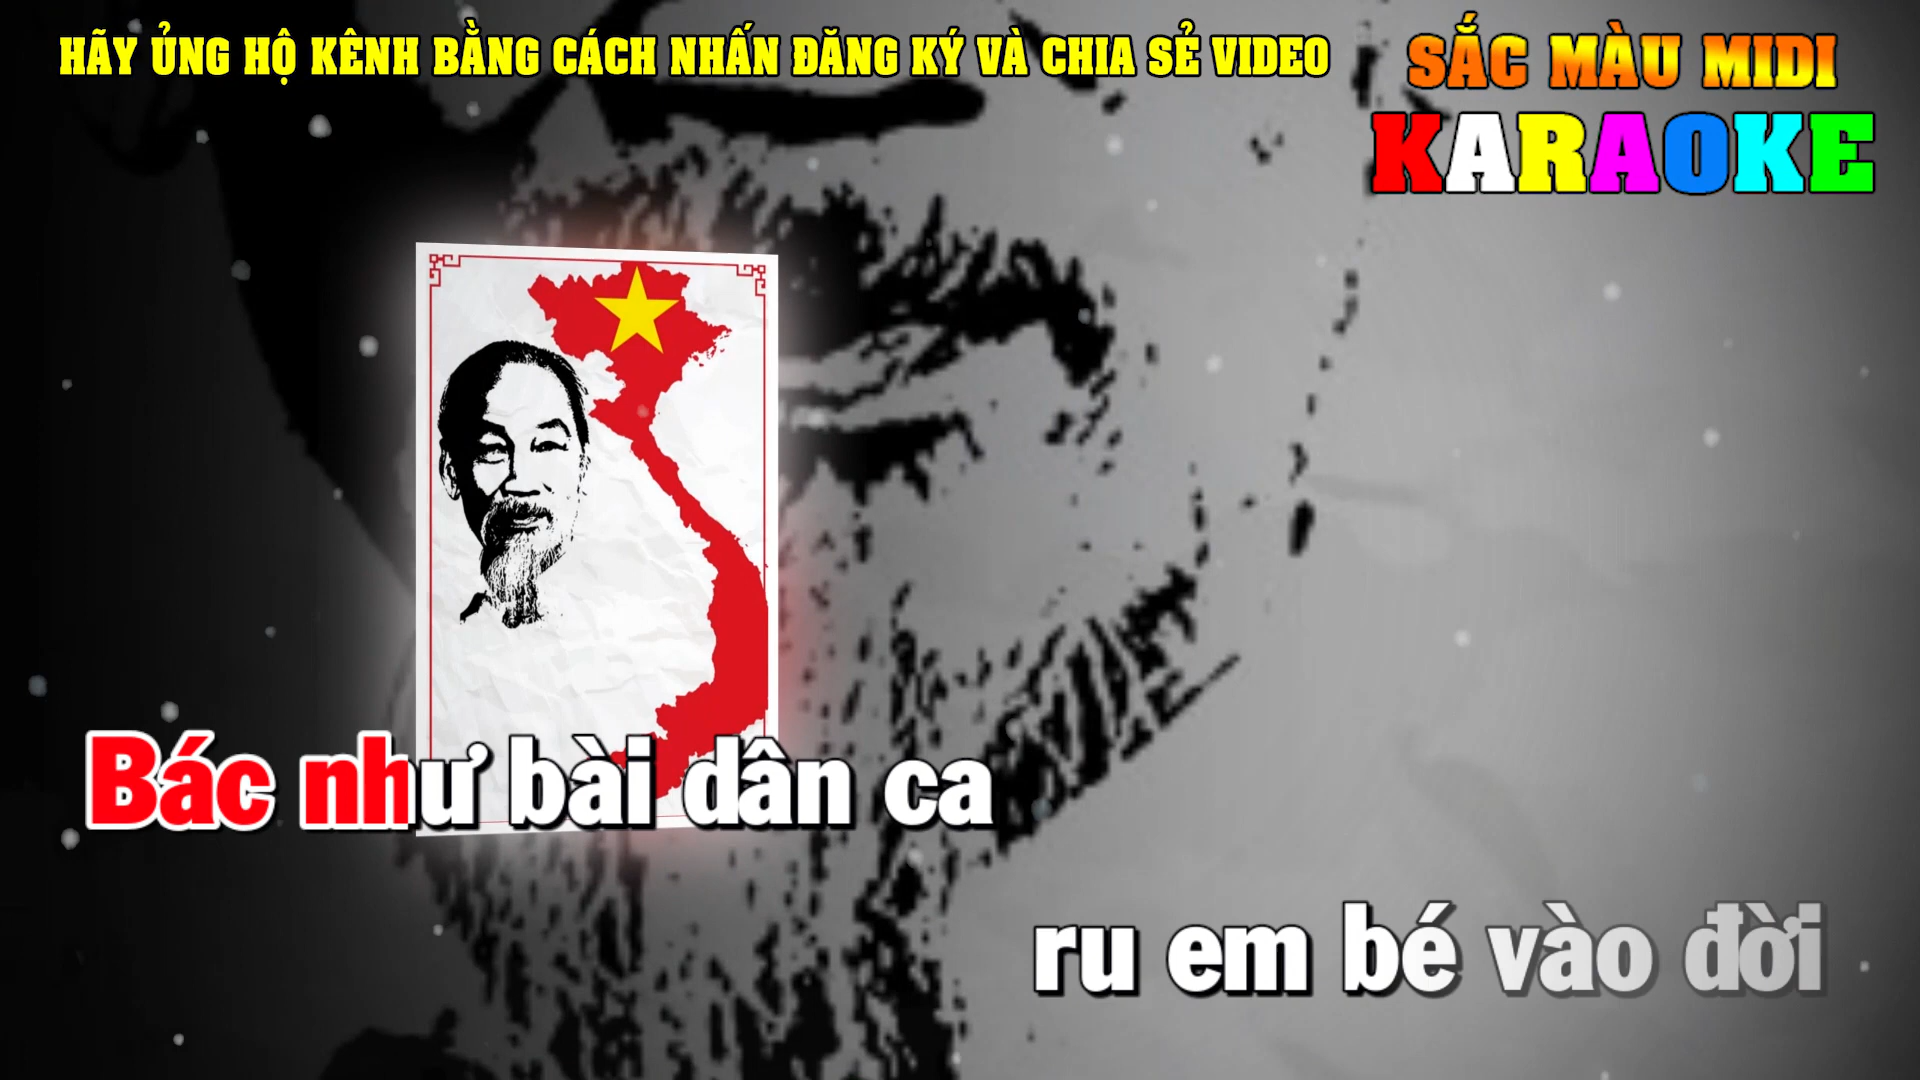 HÃY ỦNG HỘ KÊNH BẰNG CÁCH NHẤN ĐĂNG KÝ VÀ CHIA SẺ VIDEO
SẮC MÀU MIDI
KARAOKE
Bác như bài dân ca
ru em bé vào đời